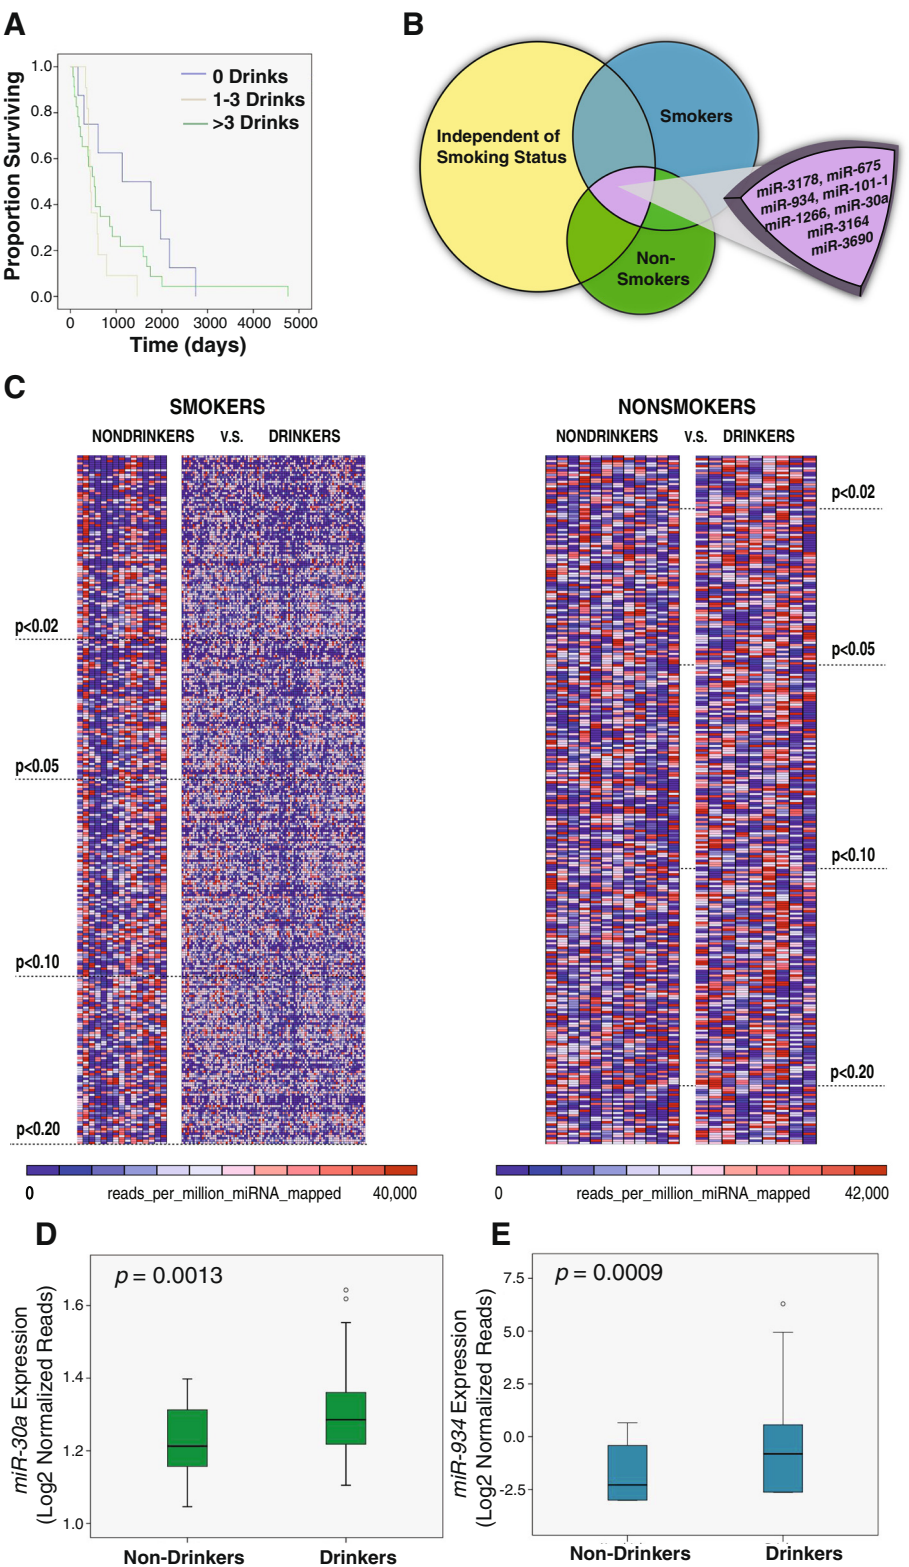 A
Proportion Surviving
1.0
0.8
0.6
0.4
0.2
0.0
0 Drinks
1-3 Drinks
>3 Drinks
0 1000 2000 3000 4000 5000
Time (days)
B
Independent of
Smoking Status
Smokers
Non-
Smokers
miR-3178, miR-675
miR-934, miR-101-1
miR-1266, miR-30a
miR-3164
miR-3690
C
SMOKERS
NONDRINKERS V.S. DRINKERS
p<0.02
p<0.05
p<0.10
p<0.20
0 reads_per_million_miRNA_mapped 40,000
NONSMOKERS
NONDRINKERS V.S. DRINKERS
p<0.02
p<0.05
p<0.10
p<0.20
0 reads_per_million_miRNA_mapped 42,000
D
p = 0.0013
miR-30a Expression
(Log2 Normalized Reads)
1.6
1.4
1.2
1.0
Non-Drinkers Drinkers
E
p = 0.0009
miR-934 Expression
(Log2 Normalized Reads)
7.5
5.0
2.5
0.0
-2.5
Non-Drinkers Drinkers